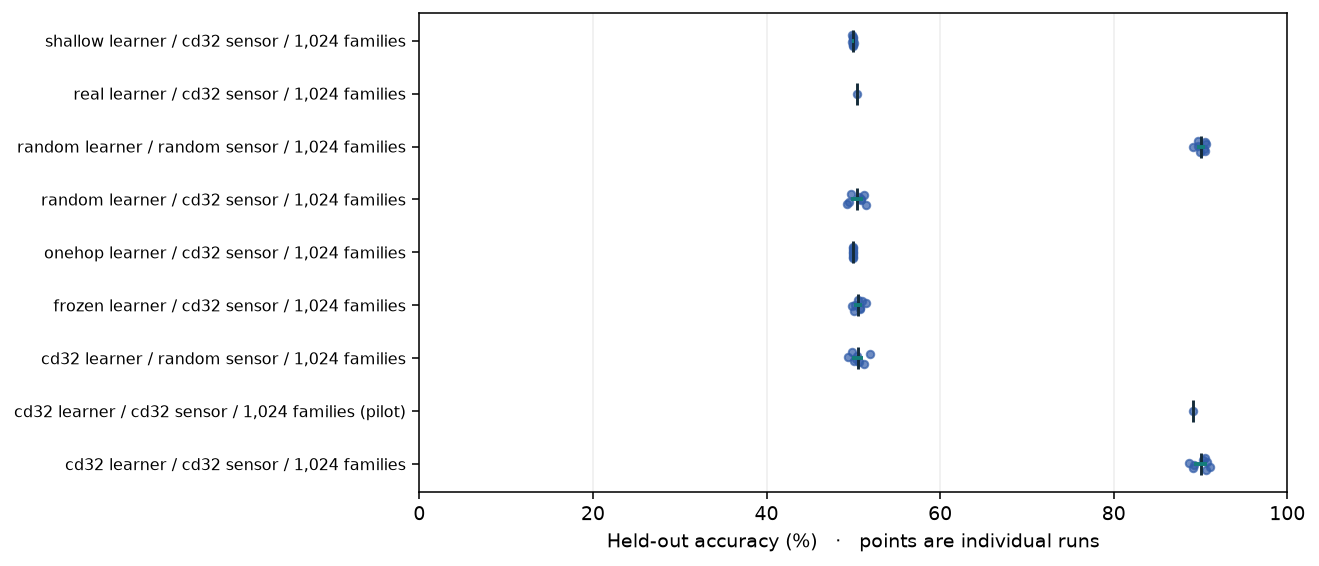 shallow learner / cd32 sensor / 1,024 families
real learner / cd32 sensor / 1,024 families
random learner / random sensor / 1,024 families
random learner / cd32 sensor / 1,024 families
onehop learner / cd32 sensor / 1,024 families
frozen learner / cd32 sensor / 1,024 families
cd32 learner / random sensor / 1,024 families
cd32 learner / cd32 sensor / 1,024 families (pilot)
cd32 learner / cd32 sensor / 1,024 families
0 20 40 60 80 100
Held-out accuracy (%) · points are individual runs